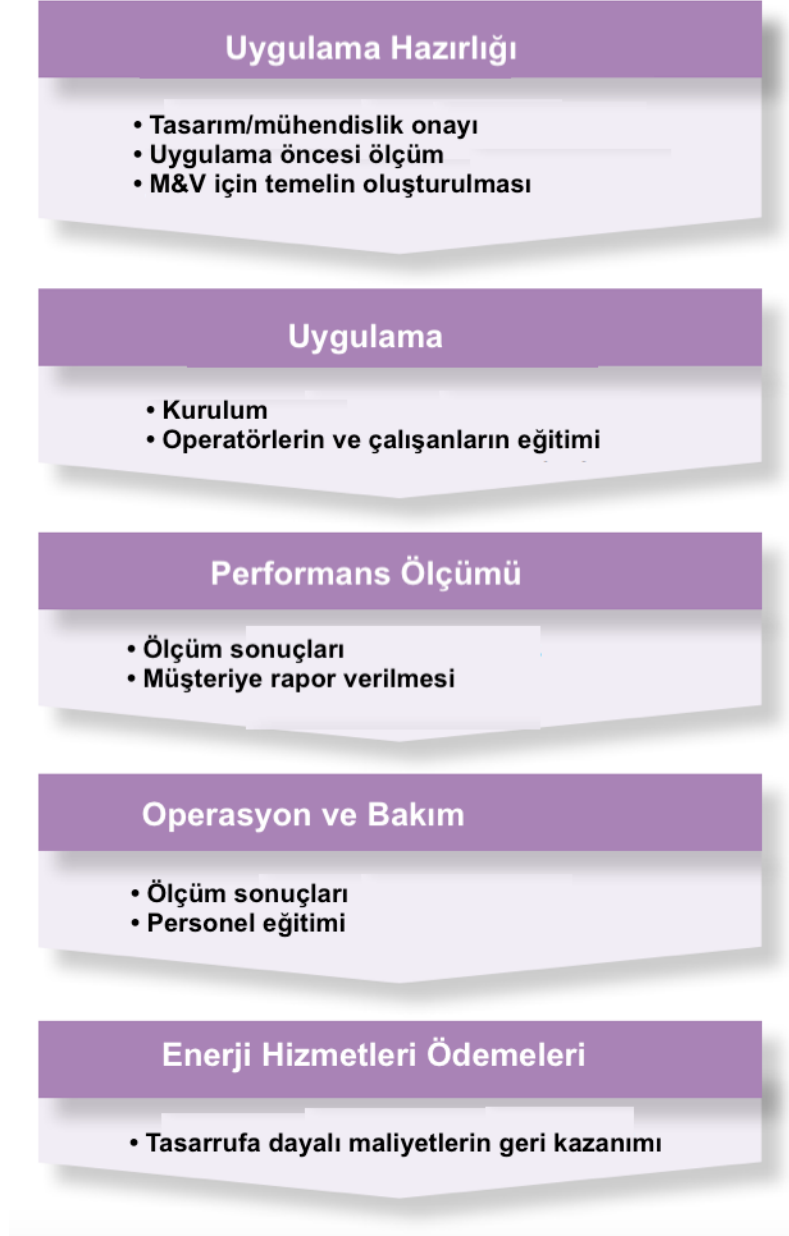 Uygulama Hazırlığı
• Tasarım/mühendislik onayı
• Uygulama öncesi ölçüm
• M&V için temelin oluşturulması
Uygulama
• Kurulum
• Operatörlerin ve çalışanların eğitimi
Performans Ölçümü
• Ölçüm sonuçları
• Müşteriye rapor verilmesi
Operasyon ve Bakım
• Ölçüm sonuçları
• Personel eğitimi
Enerji Hizmetleri Ödemeleri
• Tasarrufa dayalı maliyetlerin geri kazanımı